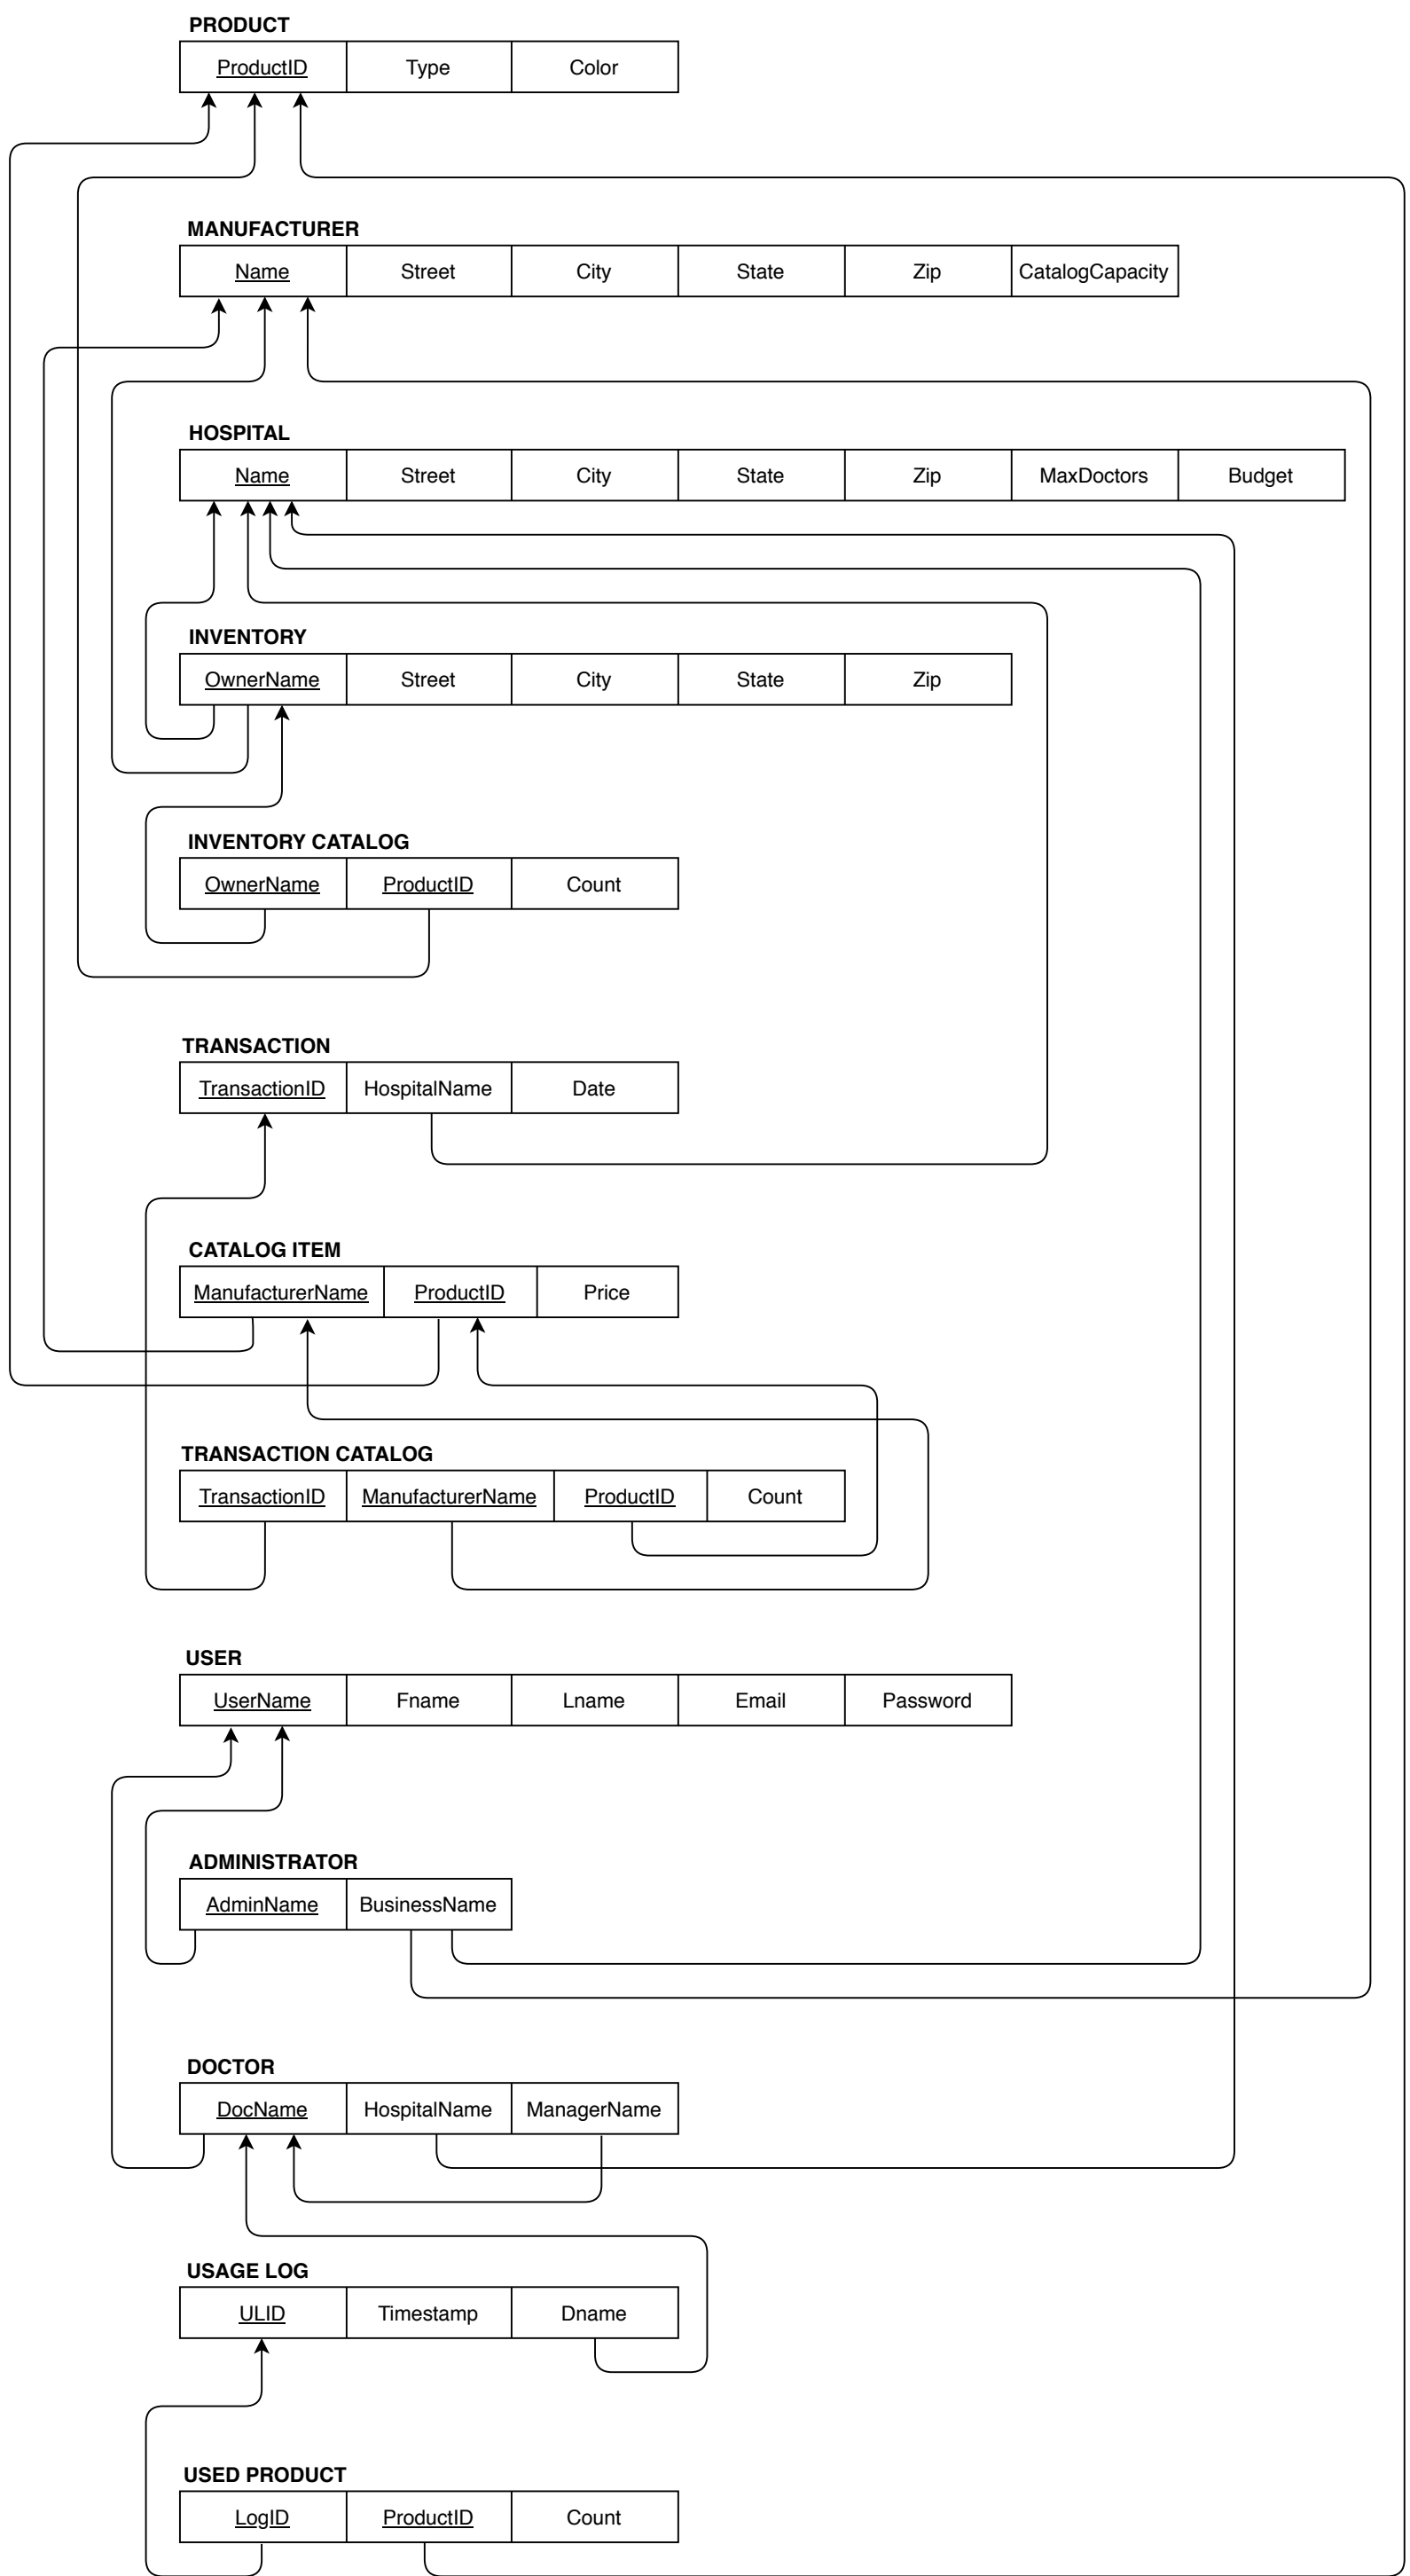 PRODUCT
ProductID Type Color
MANUFACTURER
Name Street City State Zip CatalogCapacity
HOSPITAL
Name Street City State Zip MaxDoctors Budget
INVENTORY
OwnerName Street City State Zip
INVENTORY CATALOG
OwnerName ProductID Count
TRANSACTION
TransactionID HospitalName Date
CATALOG ITEM
ManufacturerName ProductID Price
TRANSACTION CATALOG
TransactionID ManufacturerName ProductID Count
USER
UserName Fname Lname Email Password
ADMINISTRATOR
AdminName BusinessName
DOCTOR
DocName HospitalName ManagerName
USAGE LOG
ULID Timestamp Dname
USED PRODUCT
LogID ProductID Count